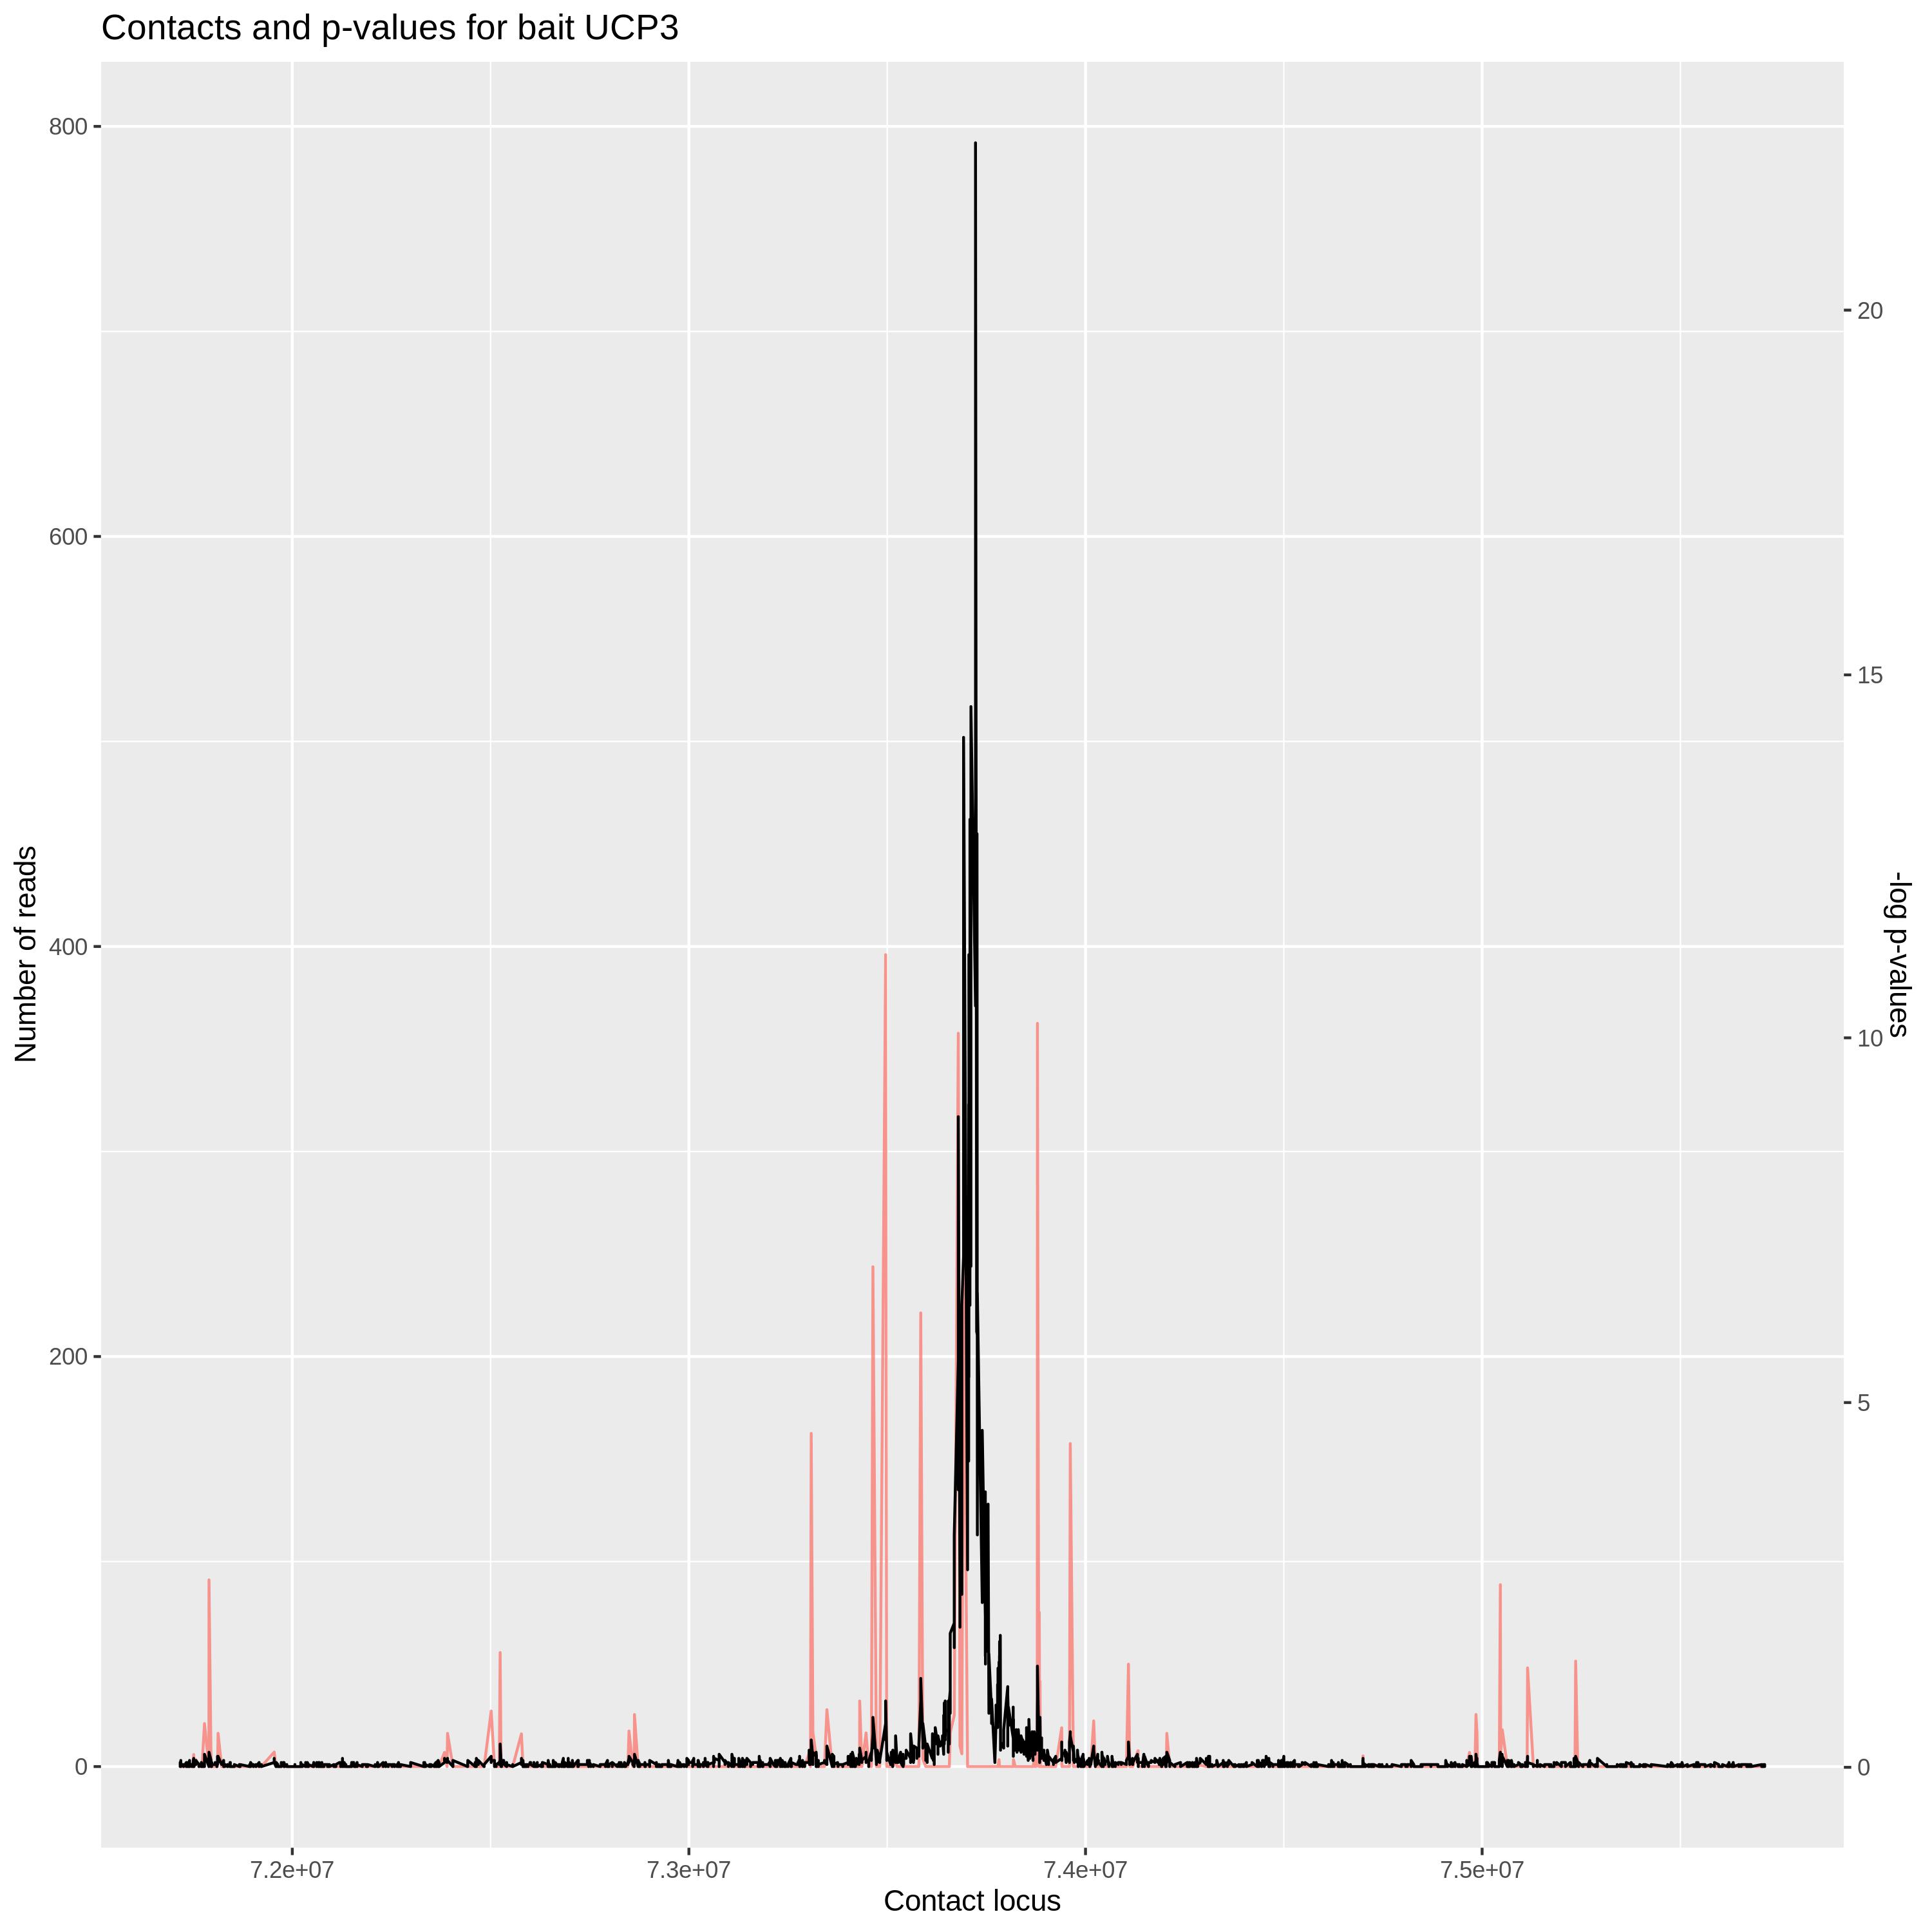 Contacts and p-values for bait UCP3
800
600
400
200
0
Number of reads
20
15
10
5
0
-log p-values
7.2e+07
7.3e+07
7.4e+07
7.5e+07
Contact locus